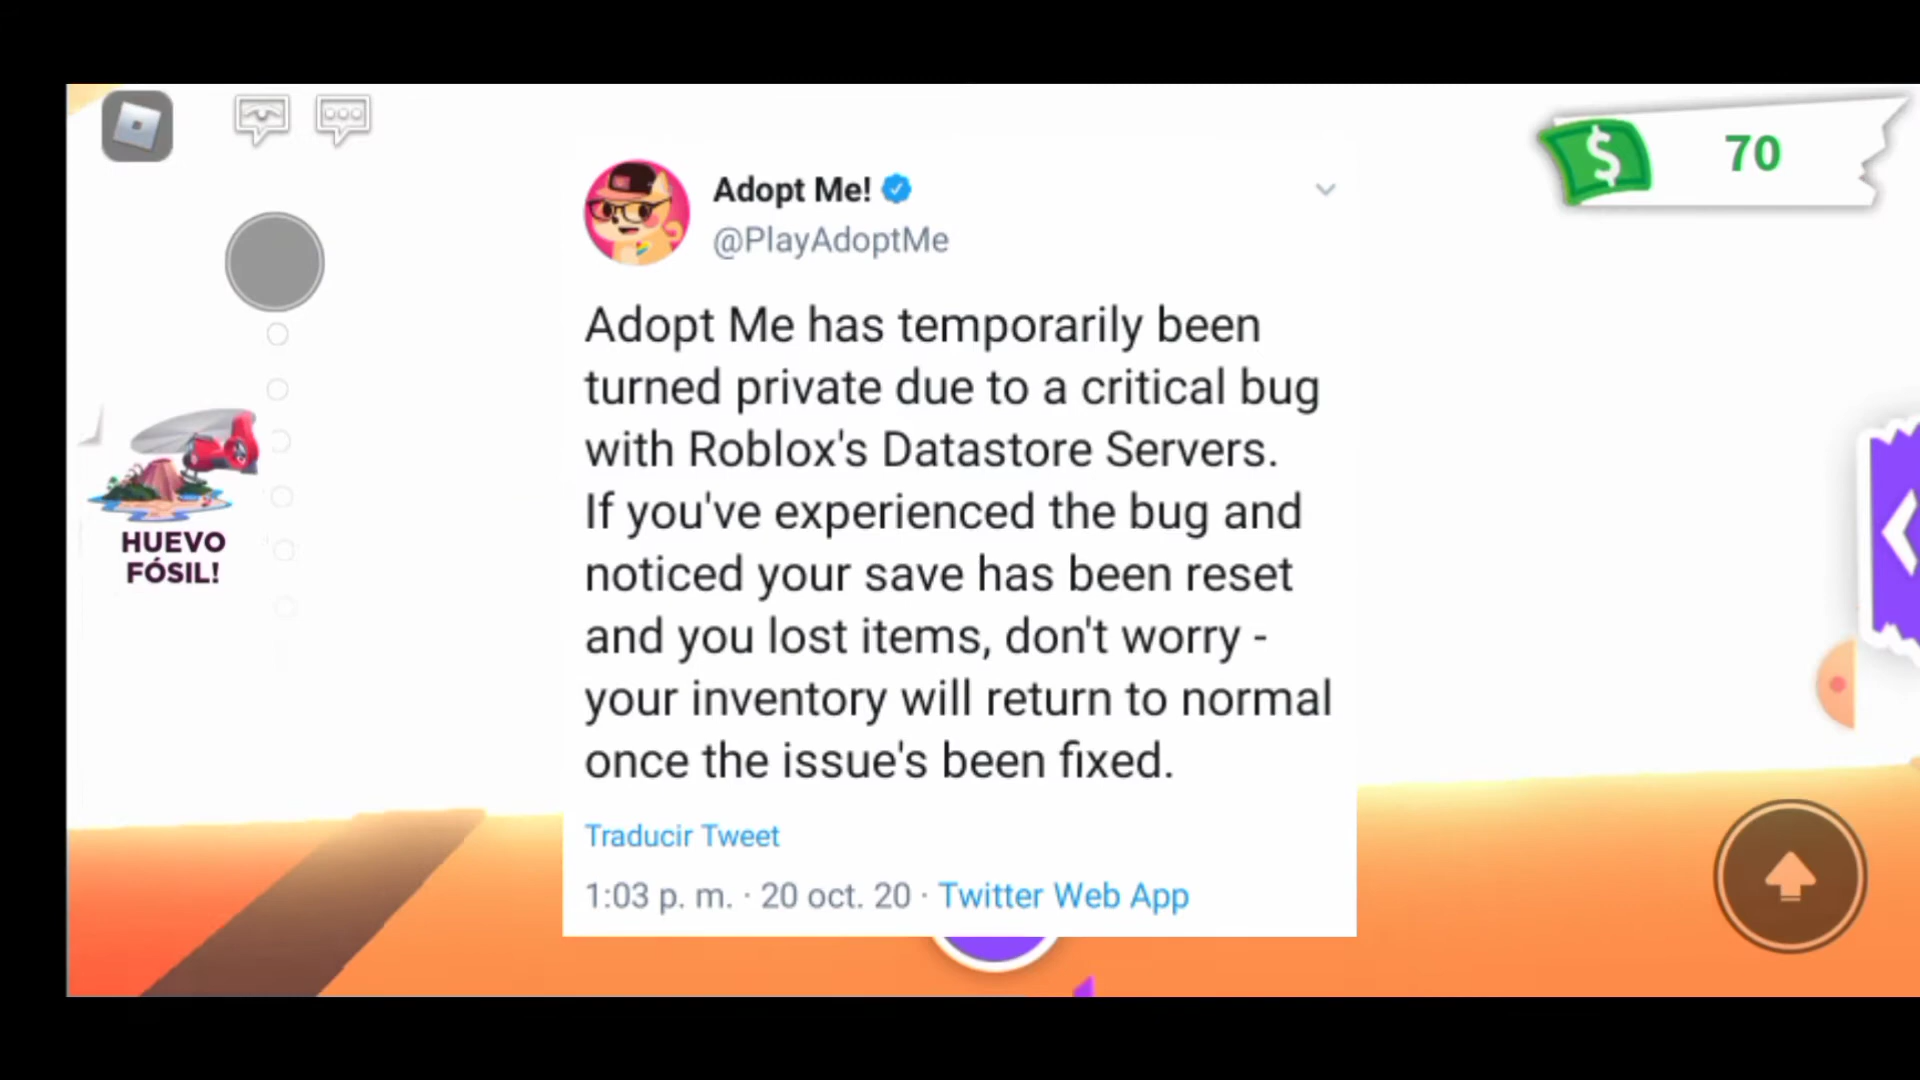 70
Adopt Me!
@PlayAdoptMe
Adopt Me has temporarily been
turned private due to a critical bug
with Roblox's Datastore Servers.
If you've experienced the bug and
noticed your save has been reset
and you lost items, don't worry -
your inventory will return to normal
once the issue's been fixed.
Traducir Tweet
1:03 p. m. · 20 oct. 20 · Twitter Web App
HUEVO
FÓSIL!